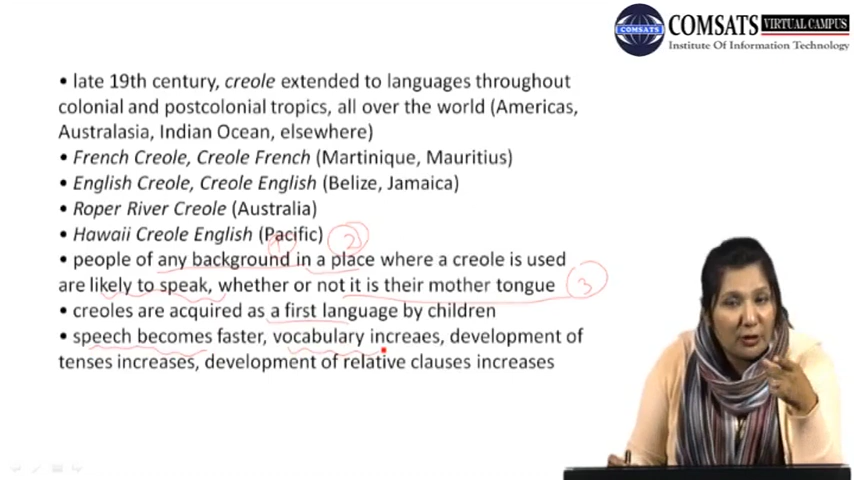 COMSATS VIRTUAL CAMPUS
COMSATS
Institute Of Information Technology
• late 19th century, creole extended to languages throughout
colonial and postcolonial tropics, all over the world (Americas,
Australasia, Indian Ocean, elsewhere)
• French Creole, Creole French (Martinique, Mauritius)
• English Creole, Creole English (Belize, Jamaica)
• Roper River Creole (Australia)
• Hawaii Creole English (Pacific)
1 2
• people of any background in a place where a creole is used
are likely to speak, whether or not it is their mother tongue 3
• creoles are acquired as a first language by children
• speech becomes faster, vocabulary increaes, development of
tenses increases, development of relative clauses increases